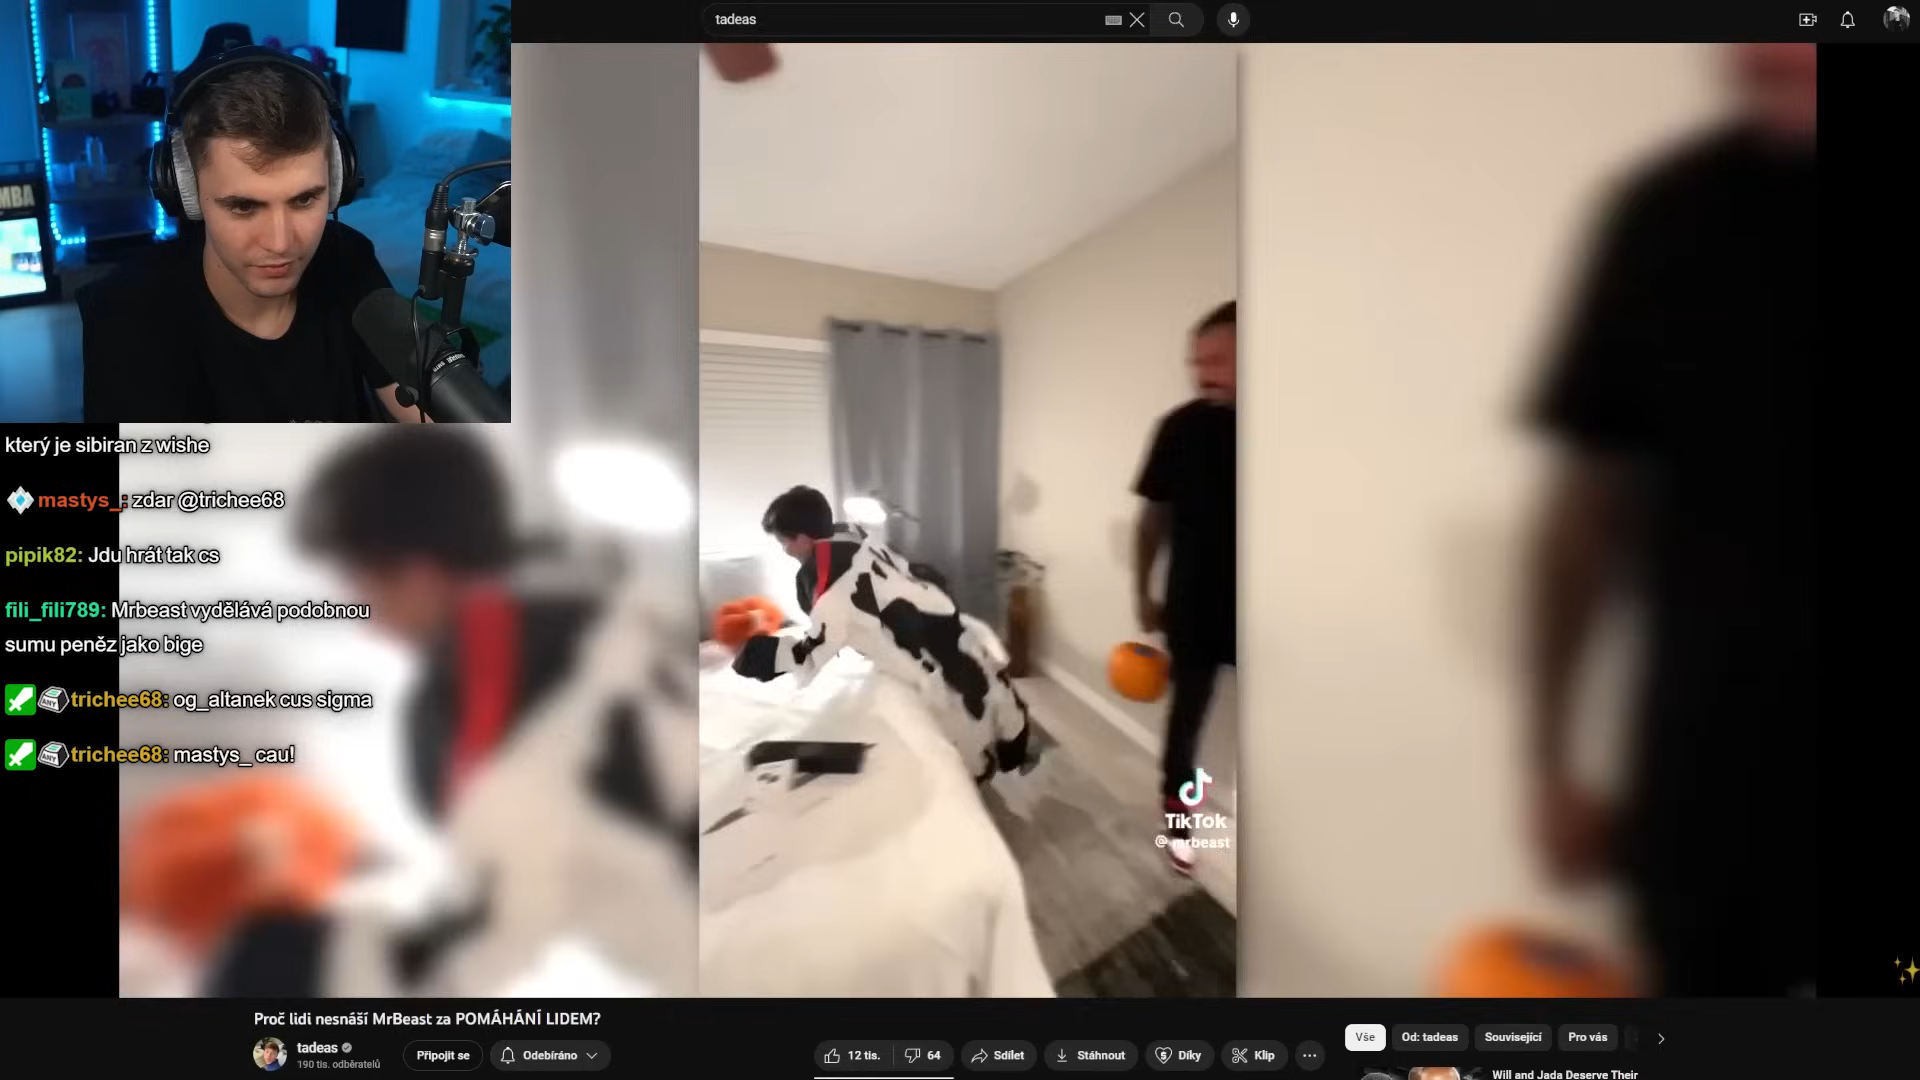 tadeas
MBA
který je sibiran z wishe
mastys_: zdar @trichee68
pipik82: Jdu hrát tak cs
fili_fili789: Mrbeast vydělává podobnou
sumu peněz jako bige
ANY trichee68: og_altanek cus sigma
ANY trichee68: mastys_ cau!
TikTok
@mrbeast
Proč lidi nesnáší MrBeast za POMÁHÁNÍ LIDEM?
tadeas
190 tis. odběratelů
Připojit se
Odebíráno
12 tis.
64
Sdílet
Stáhnout
Díky
Klip
Vše
Od: tadeas
Související
Pro vás
Will and Jada Deserve Their